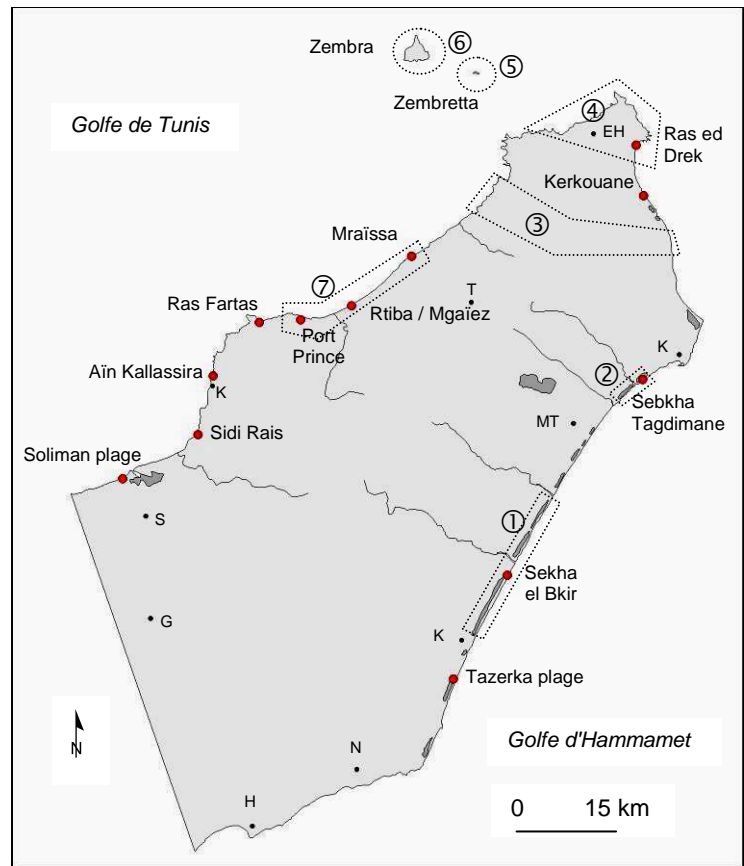 Zembra
⑥
⑤
Zembretta
Golfe de Tunis
④
EH
Ras ed
Drek
Kerkouane
③
Mraïssa
⑦
T
Ras Fartas
Rtiba / Mgaïez
Port
Prince
K
Aïn Kallassira
K
②
Sebkha
Tagdimane
MT
Sidi Rais
Soliman plage
①
S
Sekha
el Bkir
G
K
Tazerka plage
N
Golfe d'Hammamet
N
H
0 15 km